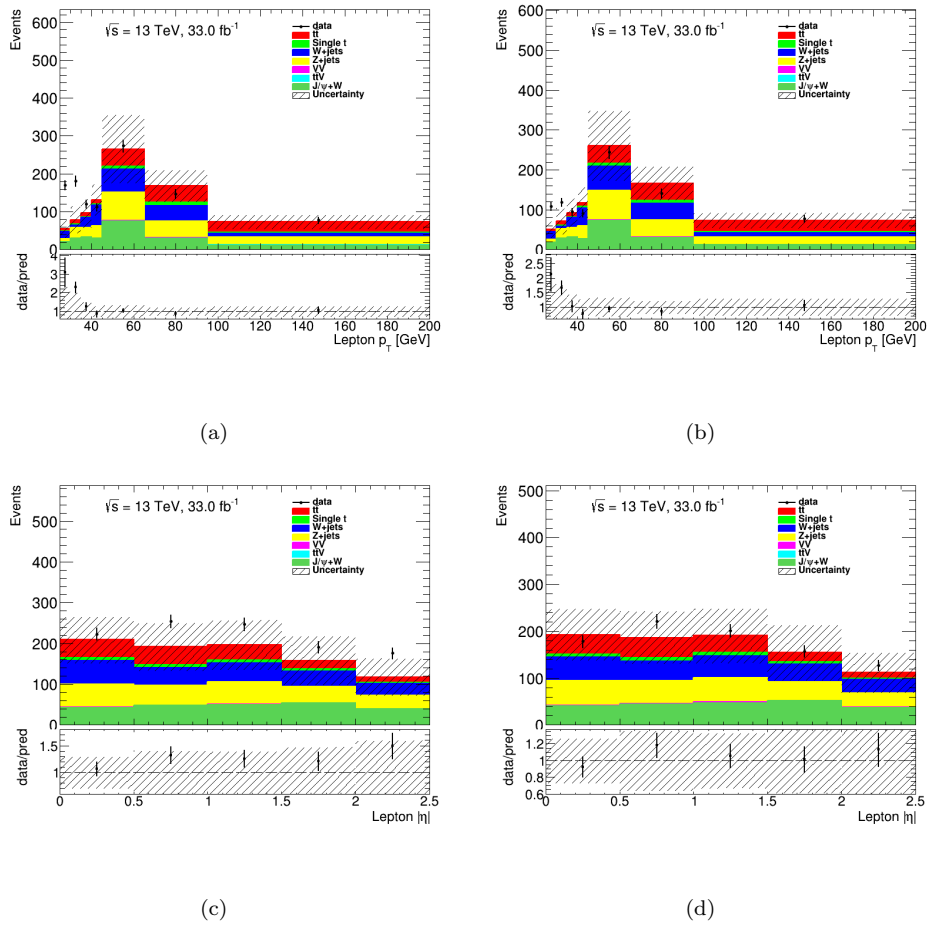 Events
600
500
400
300
200
100
0
√s = 13 TeV, 33.0 fb⁻¹
data
tt̄
Single t
W+jets
Z+jets
VV
tt̄V
J/ψ+W
Uncertainty
data/pred
4
3
2
1
40 60 80 100 120 140 160 180 200
Lepton p_T [GeV]
(a)
Events
600
500
400
300
200
100
0
√s = 13 TeV, 33.0 fb⁻¹
data
tt̄
Single t
W+jets
Z+jets
VV
tt̄V
J/ψ+W
Uncertainty
data/pred
2.5
2
1.5
1
40 60 80 100 120 140 160 180 200
Lepton p_T [GeV]
(b)
Events
500
400
300
200
100
0
√s = 13 TeV, 33.0 fb⁻¹
data
tt̄
Single t
W+jets
Z+jets
VV
tt̄V
J/ψ+W
Uncertainty
data/pred
1.5
1
0 0.5 1 1.5 2 2.5
Lepton |η|
(c)
Events
500
400
300
200
100
0
√s = 13 TeV, 33.0 fb⁻¹
data
tt̄
Single t
W+jets
Z+jets
VV
tt̄V
J/ψ+W
Uncertainty
data/pred
1.2
1
0.8
0.6
0 0.5 1 1.5 2 2.5
Lepton |η|
(d)